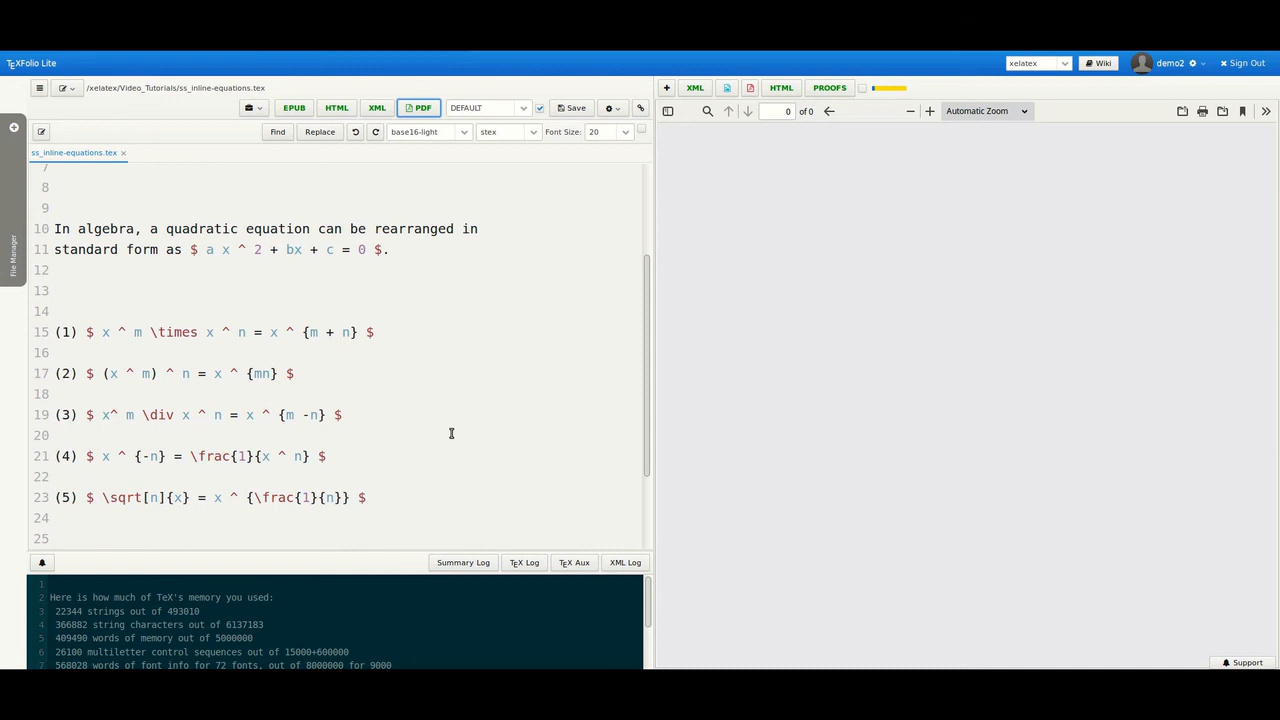 TEXFolio Lite
xelatex
Wiki
demo2
Sign Out
/xelatex/Video_Tutorials/ss_inline-equations.tex
XML
HTML
PROOFS
EPUB
HTML
XML
PDF
DEFAULT
Save
0 of 0
Automatic Zoom
Find
Replace
base16-light
stex
Font Size: 20
ss_inline-equations.tex ×
File Manager
7
8
9
10 In algebra, a quadratic equation can be rearranged in
11 standard form as $ a x ^ 2 + bx + c = 0 $.
12
13
14
15 (1) $ x ^ m \times x ^ n = x ^ {m + n} $
16
17 (2) $ (x ^ m) ^ n = x ^ {mn} $
18
19 (3) $ x^ m \div x ^ n = x ^ {m -n} $
20
21 (4) $ x ^ {-n} = \frac{1}{x ^ n} $
22
23 (5) $ \sqrt[n]{x} = x ^ {\frac{1}{n}} $
24
25
Summary Log
TEX Log
TEX Aux
XML Log
1
2 Here is how much of TeX's memory you used:
3 22344 strings out of 493010
4 366882 string characters out of 6137183
5 409490 words of memory out of 5000000
6 26100 multiletter control sequences out of 15000+600000
7 568028 words of font info for 72 fonts, out of 8000000 for 9000
Support